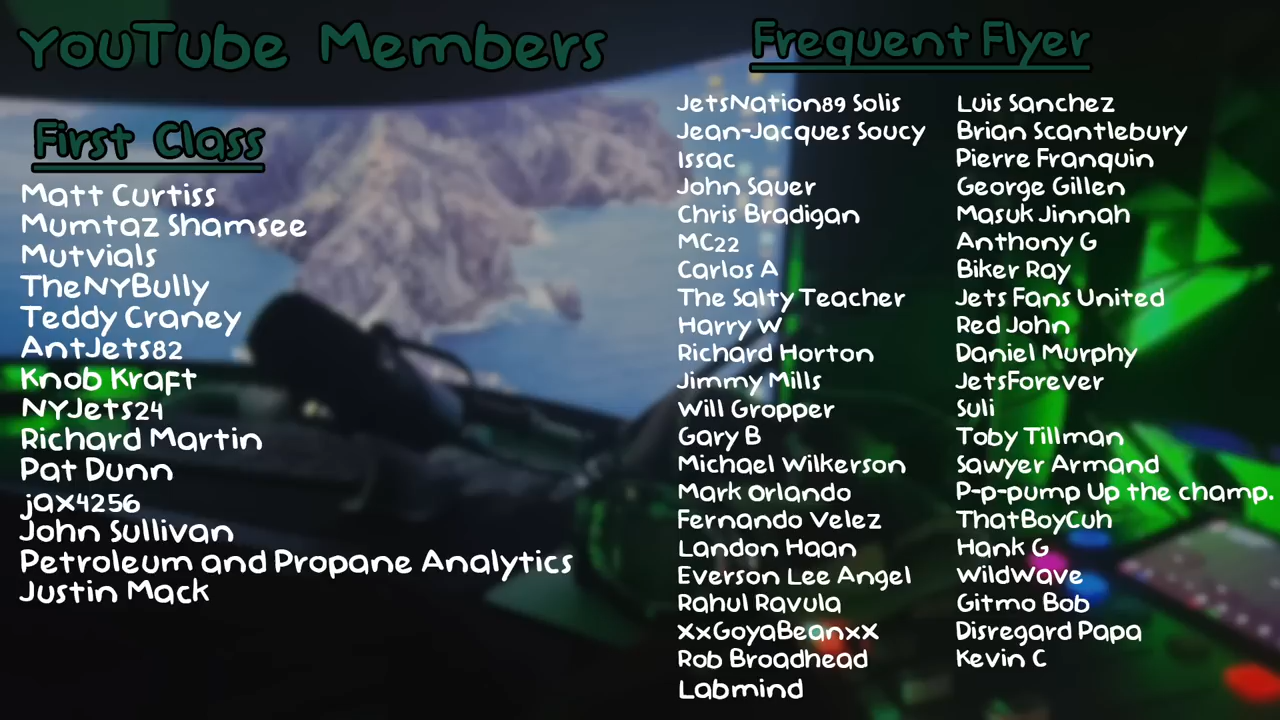 YouTube Members
First Class
Matt Curtiss
Mumtaz Shamsee
Mutvials
TheNYBully
Teddy Craney
AntJets82
Knob Kraft
NYJets24
Richard Martin
Pat Dunn
jax4256
John Sullivan
Petroleum and Propane Analytics
Justin Mack
Frequent Flyer
JetsNation89 Solis
Jean-Jacques Soucy
Issac
John Sauer
Chris Bradigan
MC22
Carlos A
The Salty Teacher
Harry W
Richard Horton
Jimmy Mills
Will Gropper
Gary B
Michael Wilkerson
Mark Orlando
Fernando Velez
Landon Haan
Everson Lee Angel
Rahul Ravula
XxGoyaBeanxX
Rob Broadhead
Labmind
Luis Sanchez
Brian Scantlebury
Pierre Franquin
George Gillen
Masuk Jinnah
Anthony G
Biker Ray
Jets Fans United
Red John
Daniel Murphy
JetsForever
Suli
Toby Tillman
Sawyer Armand
P-p-pump Up the champ.
ThatBoyCuh
Hank G
WildWave
Gitmo Bob
Disregard Papa
Kevin C